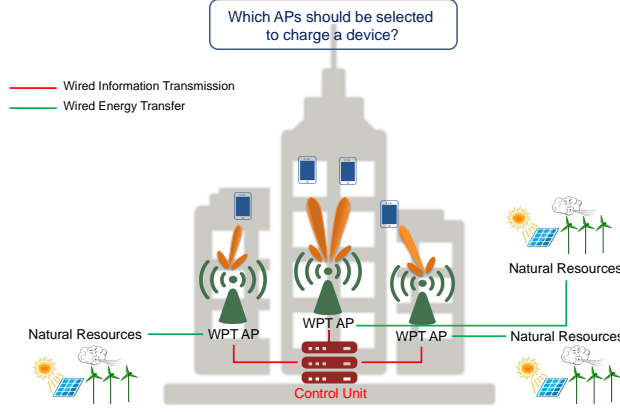 Which APs should be selected
to charge a device?
Wired Information Transmission
Wired Energy Transfer
Natural Resources
WPT AP
WPT AP
WPT AP
Natural Resources
Natural Resources
Control Unit